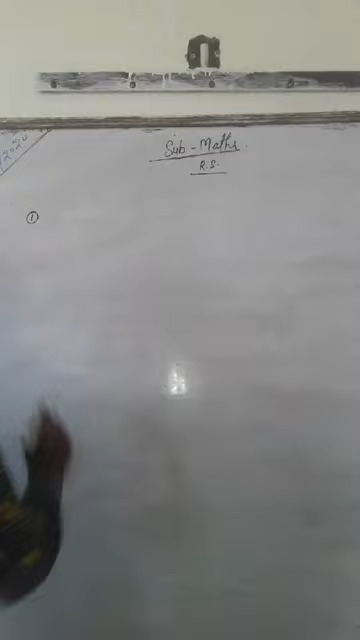 Sub - Maths.
R.S.
①